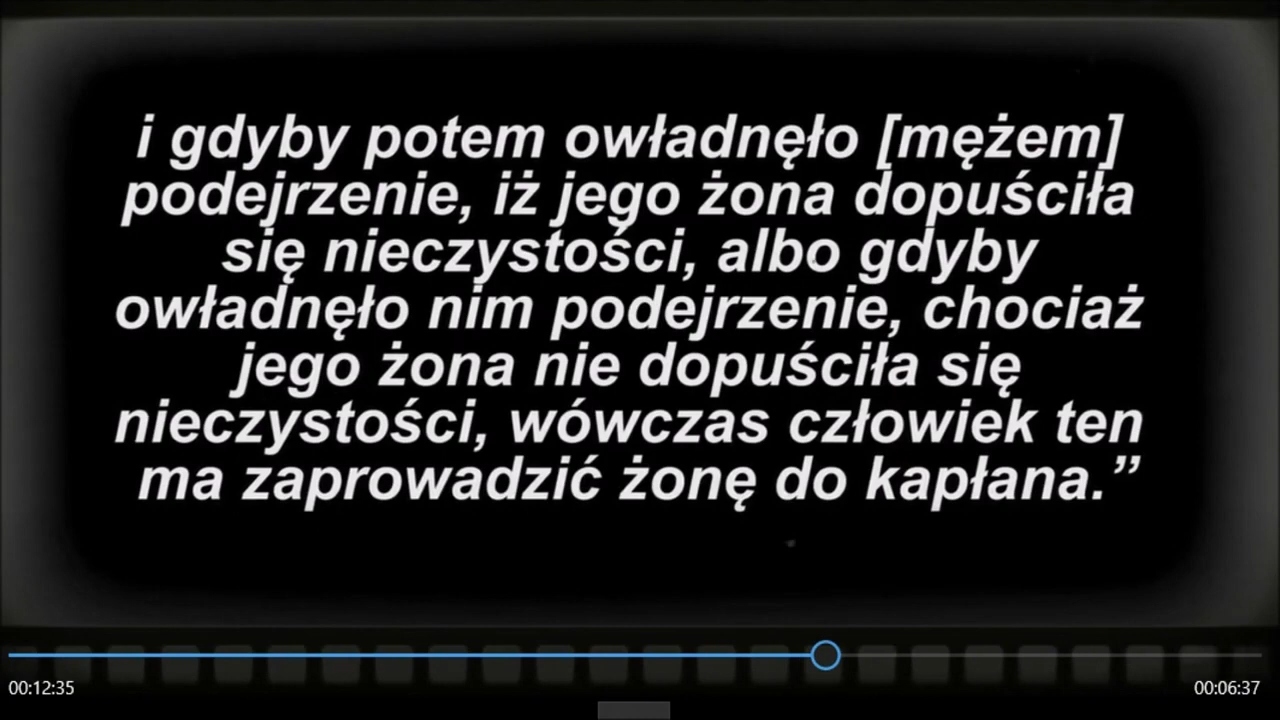 i gdyby potem owładnęło [mężem]
podejrzenie, iż jego żona dopuściła
się nieczystości, albo gdyby
owładnęło nim podejrzenie, chociaż
jego żona nie dopuściła się
nieczystości, wówczas człowiek ten
ma zaprowadzić żonę do kapłana.”
00:12:35
00:06:37